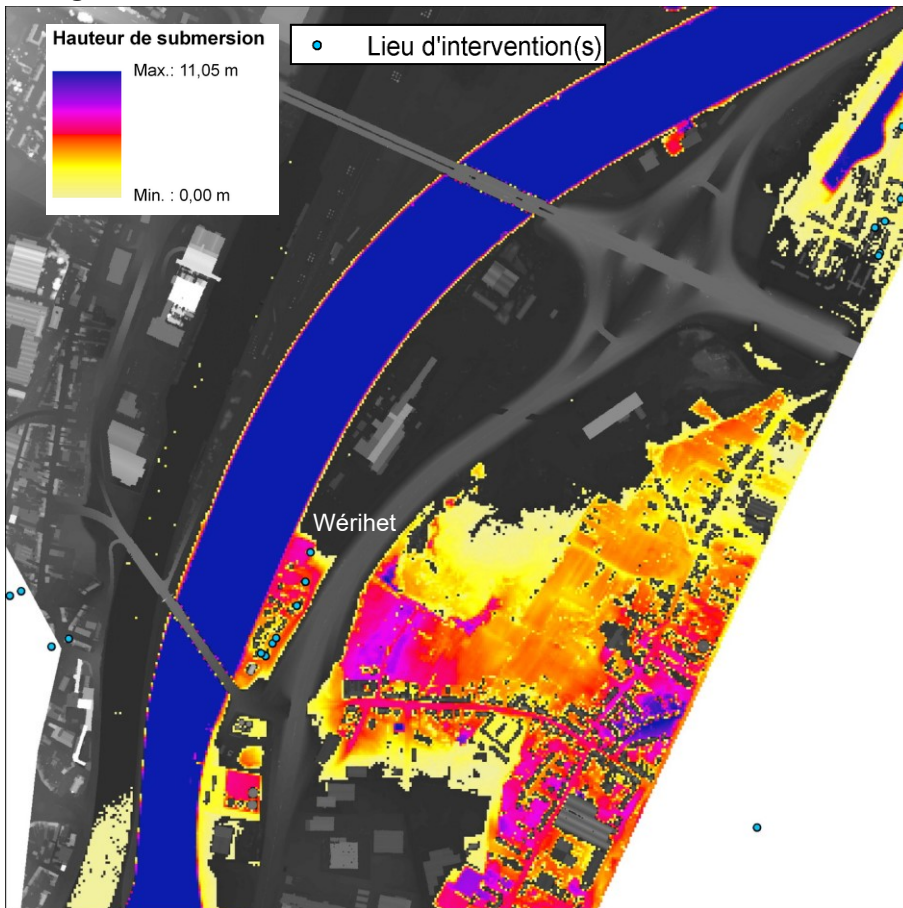 Hauteur de submersion
Max.: 11,05 m
Min. : 0,00 m
Lieu d'intervention(s)
Wérihet